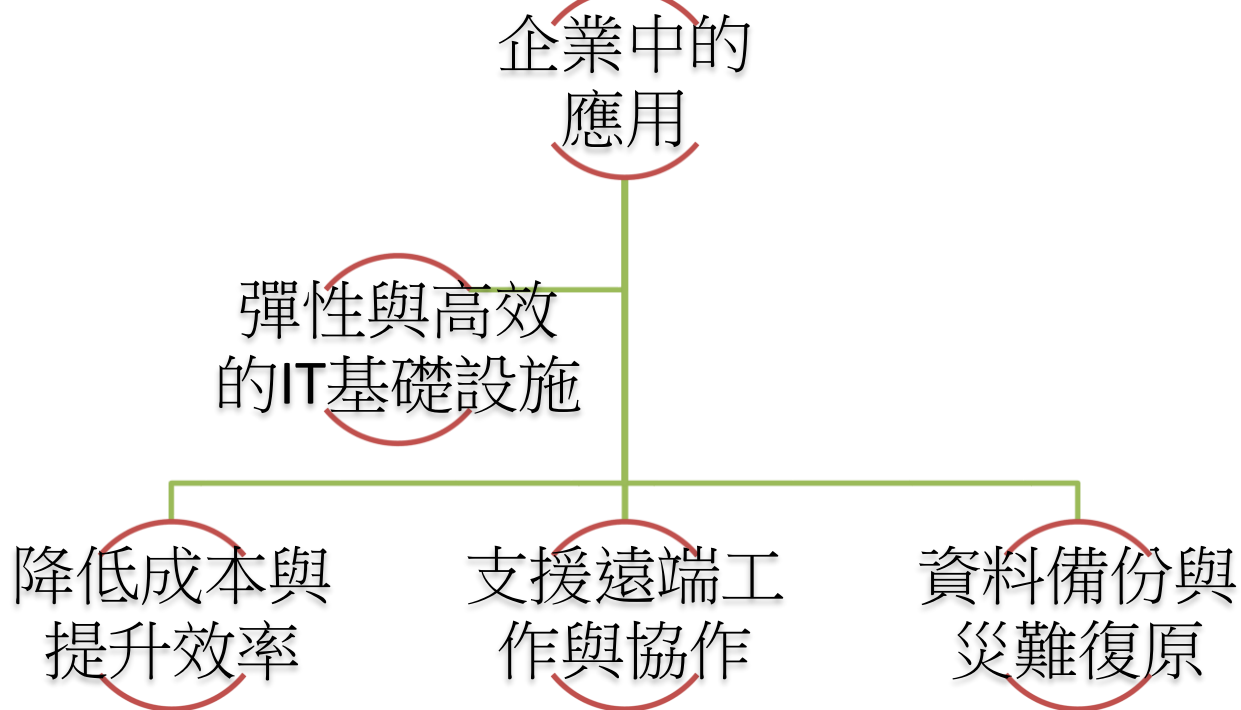 企業中的
應用
彈性與高效
的IT基礎設施
降低成本與
提升效率
支援遠端工
作與協作
資料備份與
災難復原